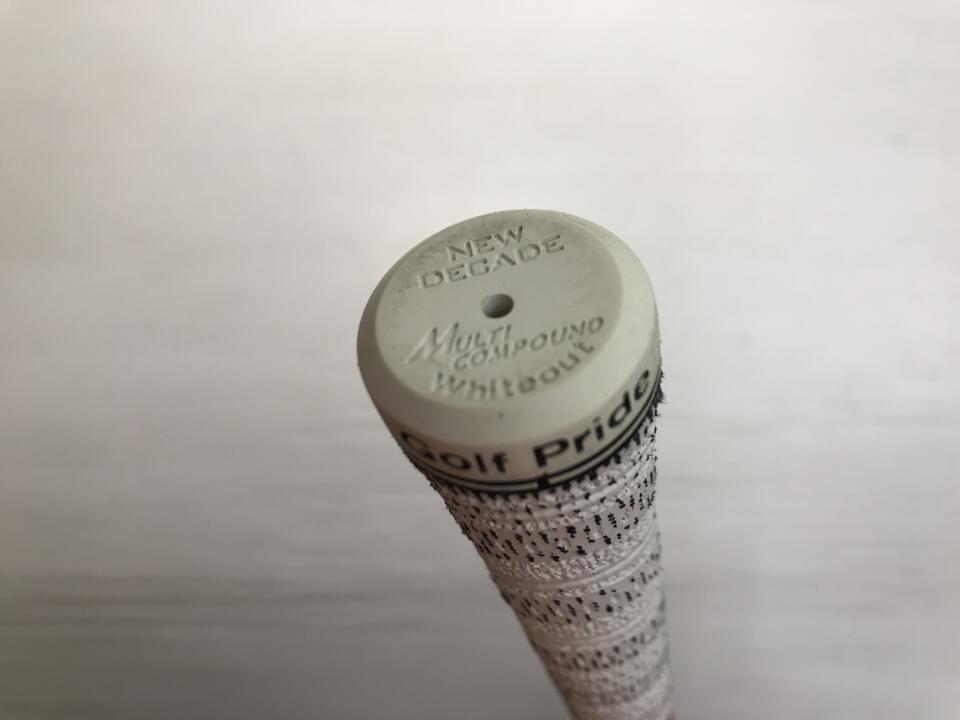 NEW
DECADE
MULTI
COMPOUND
Whiteout
Golf Pride